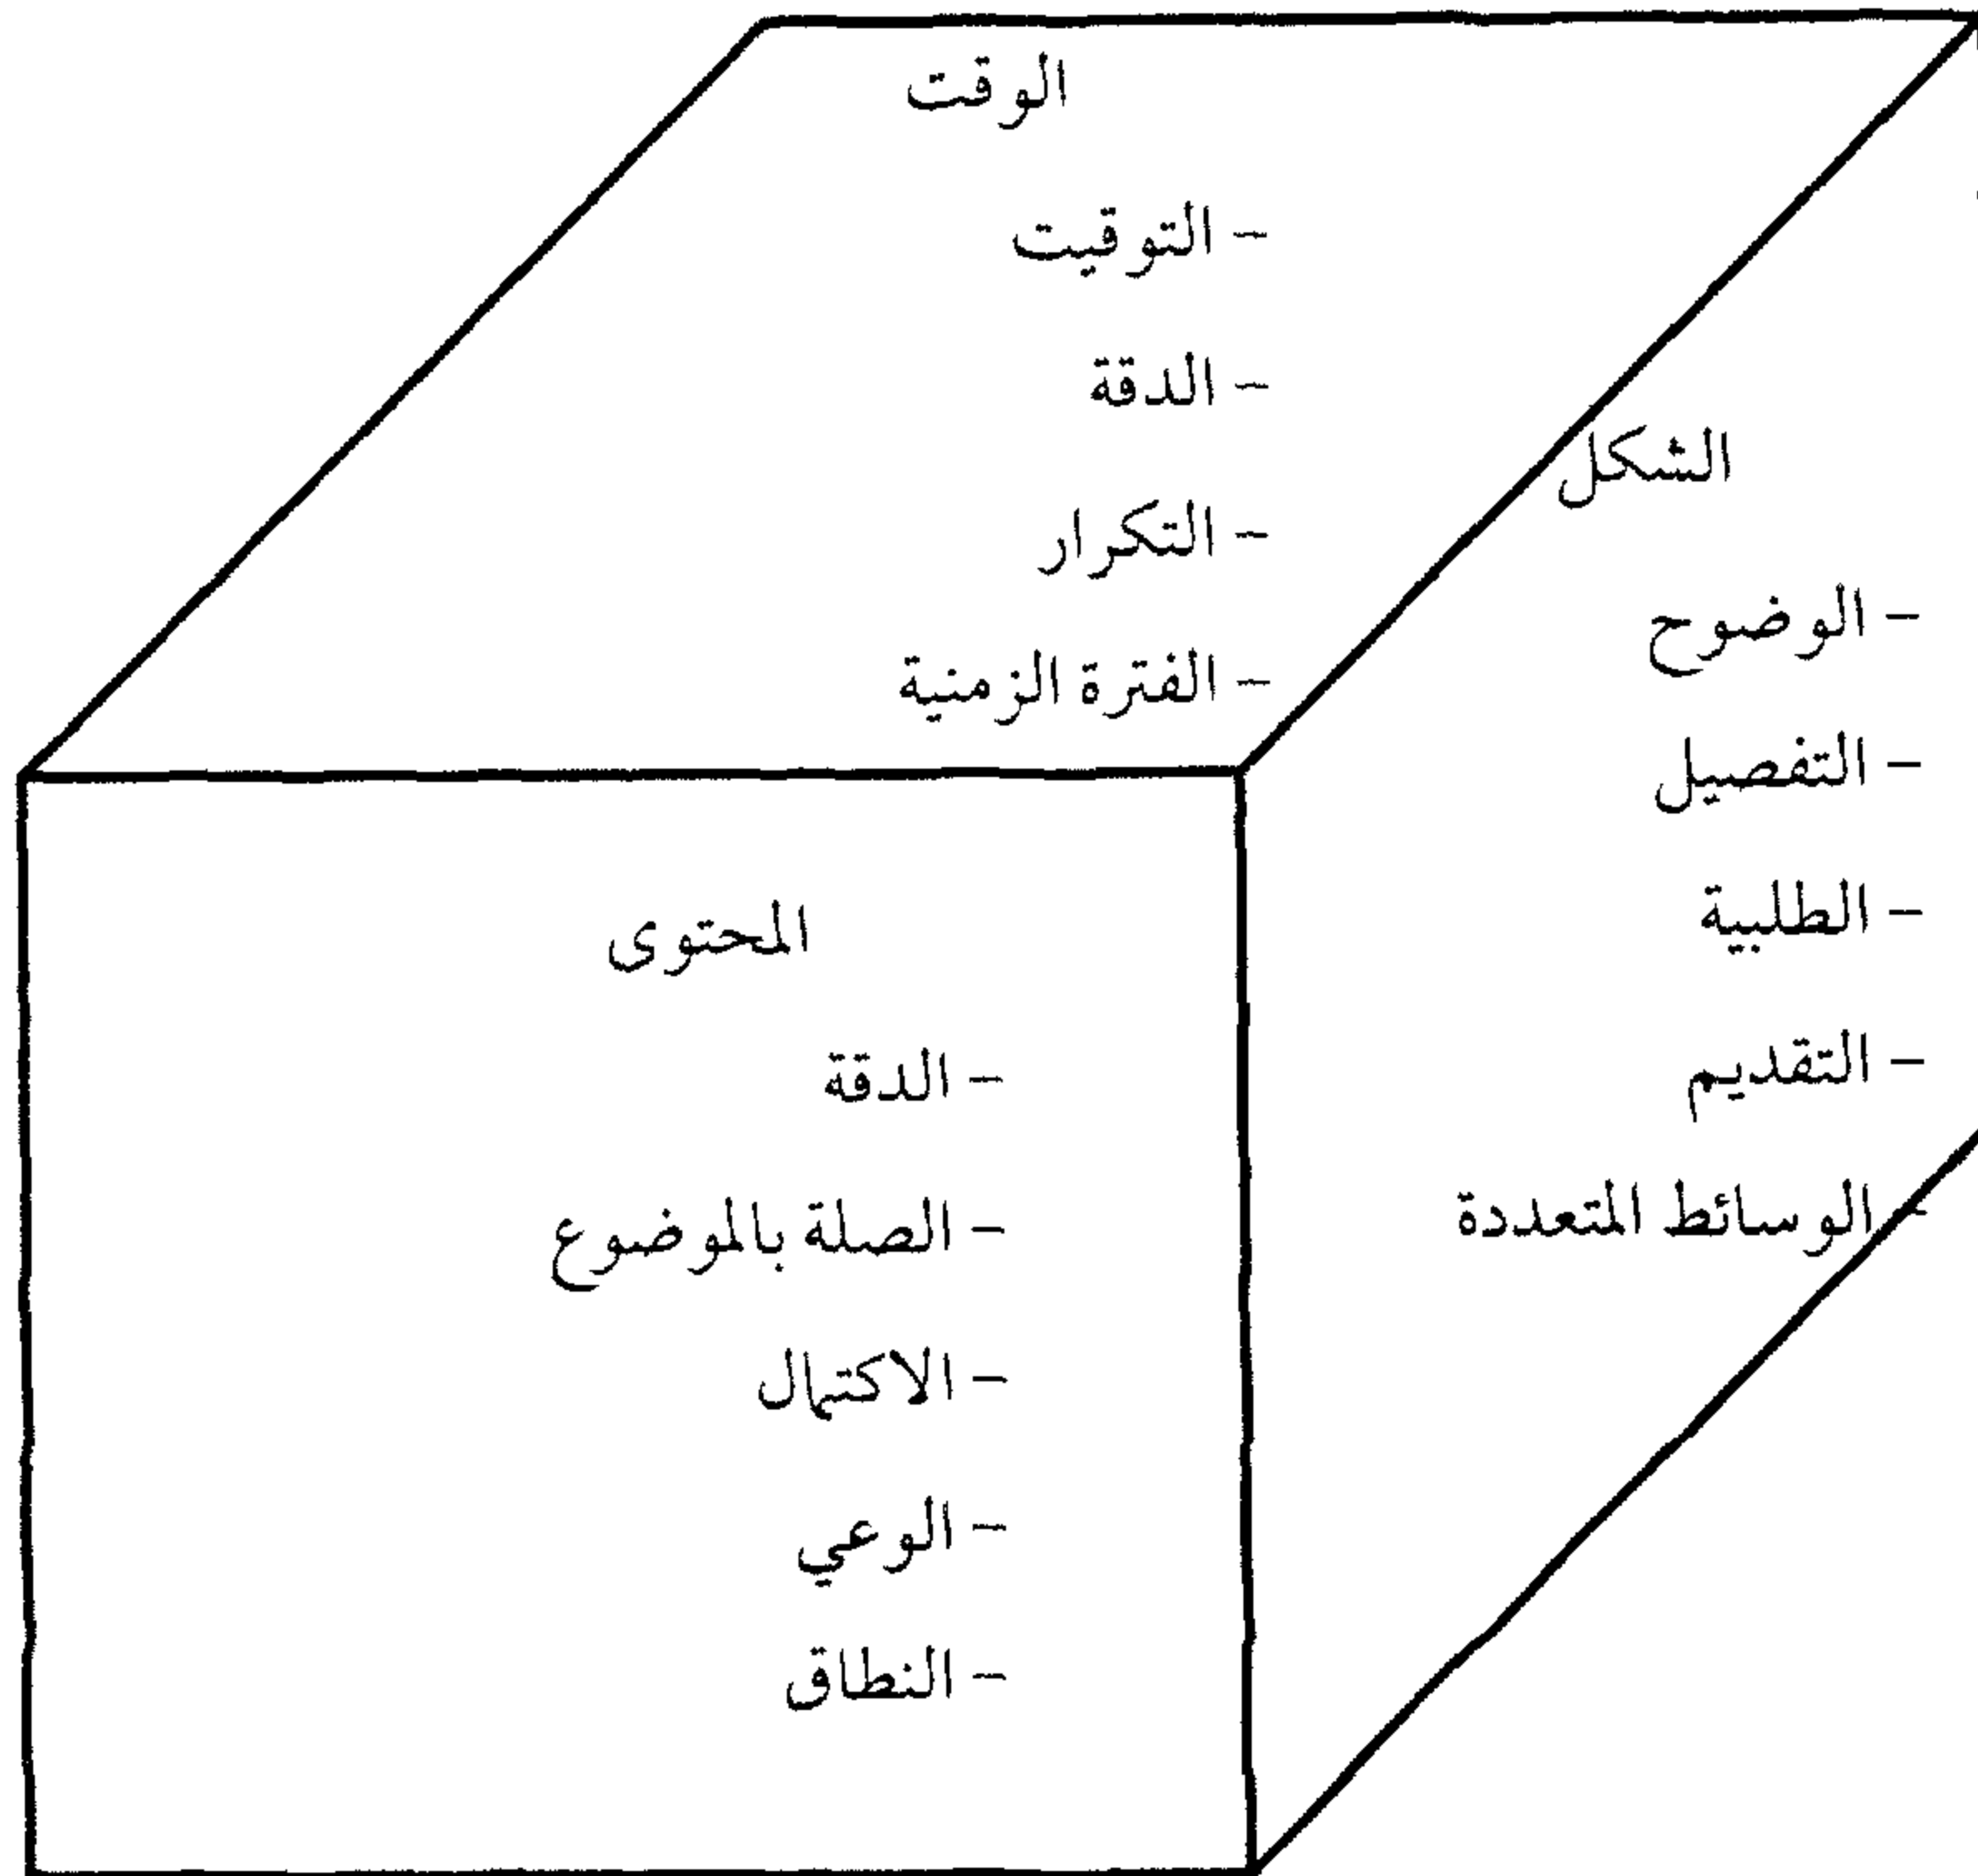 الوقت
- التوقيت
- الدقة
- التكرار
- الفترة الزمنية
الشكل
- الوضوح
- التفصيل
- الطلبية
- التقديم
- الوسائط المتعددة
المحتوى
- الدقة
- الصلة بالموضوع
- الاكتمال
- الوعي
- النطاق